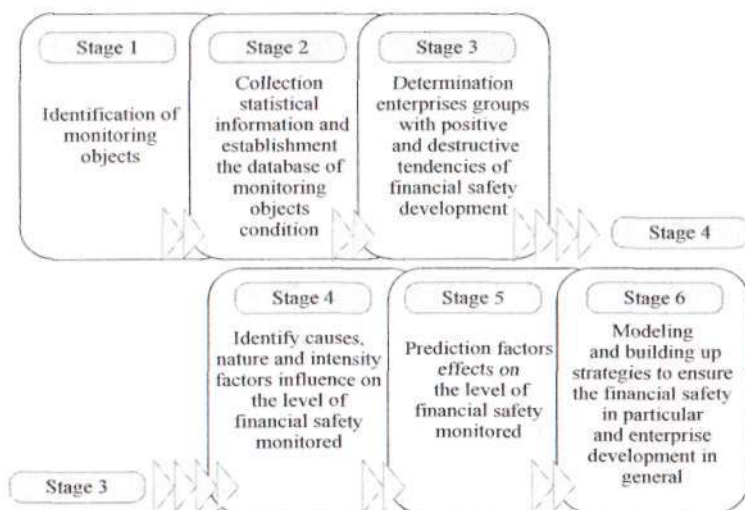 Stage 1
Identification of
monitoring
objects
Stage 2
Collection
statistical
information and
establishment
the database of
monitoring
objects
condition
Stage 3
Determination
enterprises groups
with positive
and destructive
tendencies of
financial safety
development
Stage 4
Stage 3
Stage 4
Identify causes,
nature and intensity
factors influence on
the level of
financial safety
monitored
Stage 5
Prediction factors
effects on
the level of
financial safety
monitored
Stage 6
Modeling
and building up
strategies to ensure
the financial safety
in particular
and enterprise
development in
general